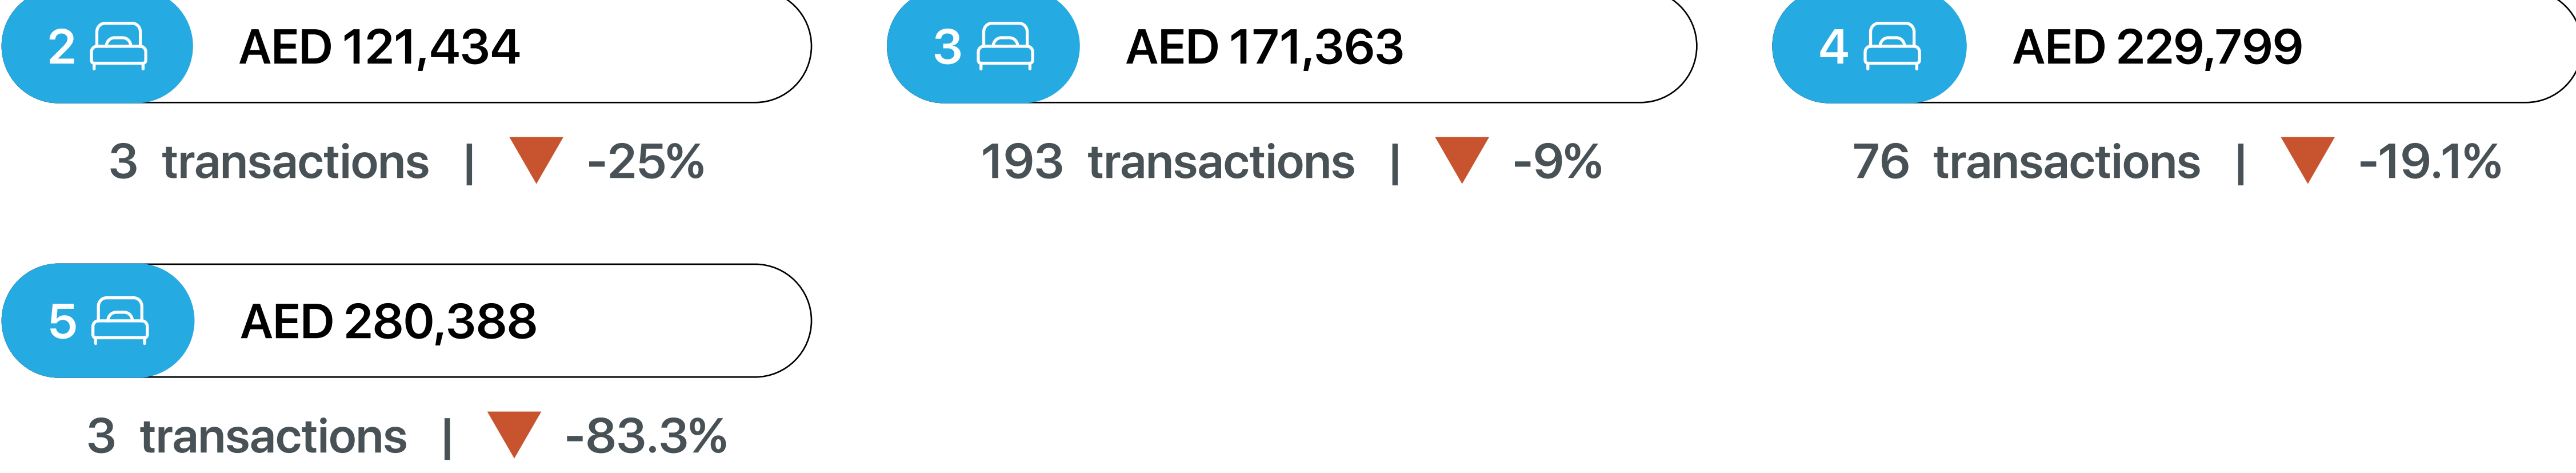 2 AED 121,434
3 transactions | -25%
3 AED 171,363
193 transactions | -9%
4 AED 229,799
76 transactions | -19.1%
5 AED 280,388
3 transactions | -83.3%